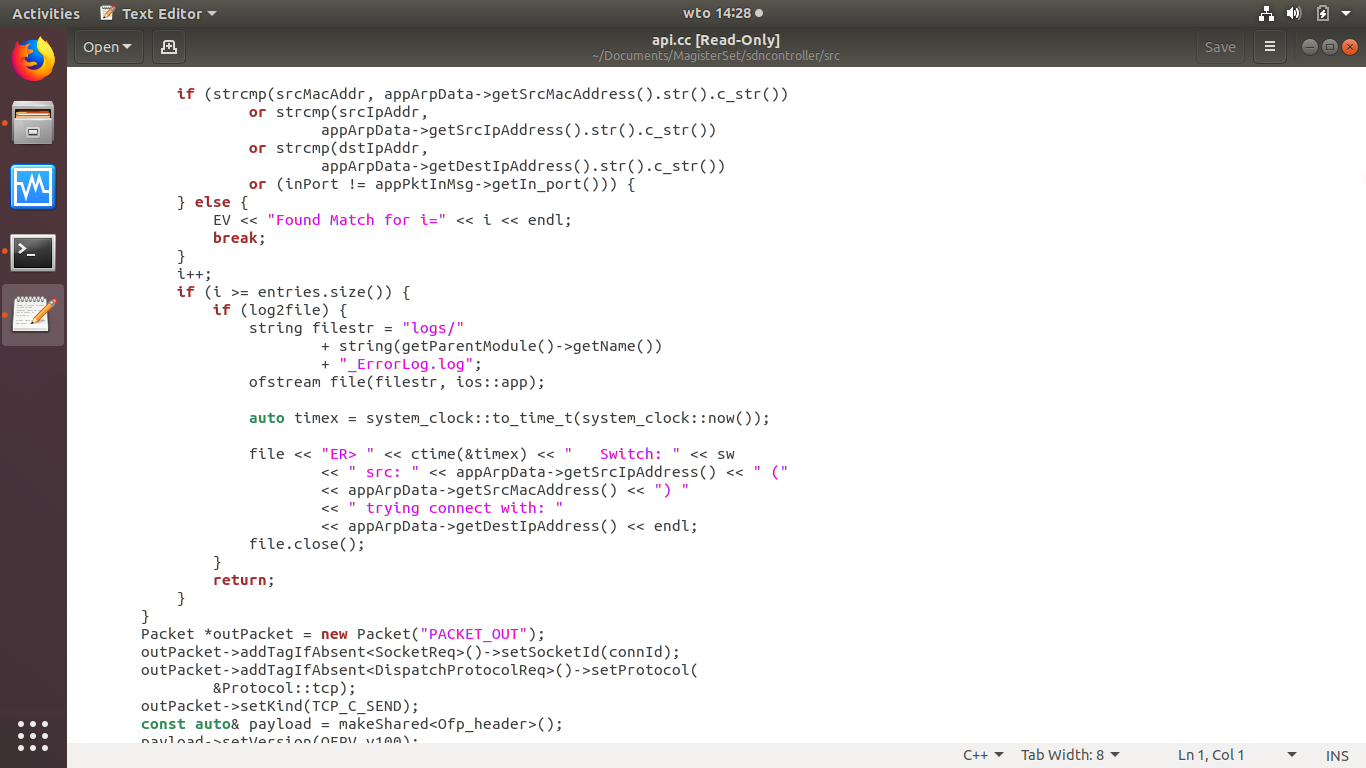 Activities Text Editor wto 14:28
Open api.cc [Read-Only] Save
~/Documents/MagisterSet/sdncontroller/src
if (strcmp(srcMacAddr, appArpData->getSrcMacAddress().str().c_str())
or strcmp(srcIpAddr,
appArpData->getSrcIpAddress().str().c_str())
or strcmp(dstIpAddr,
appArpData->getDestIpAddress().str().c_str())
or (inPort != appPktInMsg->getIn_port())) {
} else {
EV << "Found Match for i=" << i << endl;
break;
}
i++;
if (i >= entries.size()) {
if (log2file) {
string filestr = "logs/"
+ string(getParentModule()->getName())
+ "_ErrorLog.log";
ofstream file(filestr, ios::app);
auto timex = system_clock::to_time_t(system_clock::now());
file << "ER> " << ctime(&timex) << "   Switch: " << sw
<< " src: " << appArpData->getSrcIpAddress() << " ("
<< appArpData->getSrcMacAddress() << ") "
<< " trying connect with: "
<< appArpData->getDestIpAddress() << endl;
file.close();
}
return;
}
}
Packet *outPacket = new Packet("PACKET_OUT");
outPacket->addTagIfAbsent<SocketReq>()->setSocketId(connId);
outPacket->addTagIfAbsent<DispatchProtocolReq>()->setProtocol(
&Protocol::tcp);
outPacket->setKind(TCP_C_SEND);
const auto& payload = makeShared<Ofp_header>();
payload->setVersion(OFPV_v100);
C++ Tab Width: 8 Ln 1, Col 1 INS